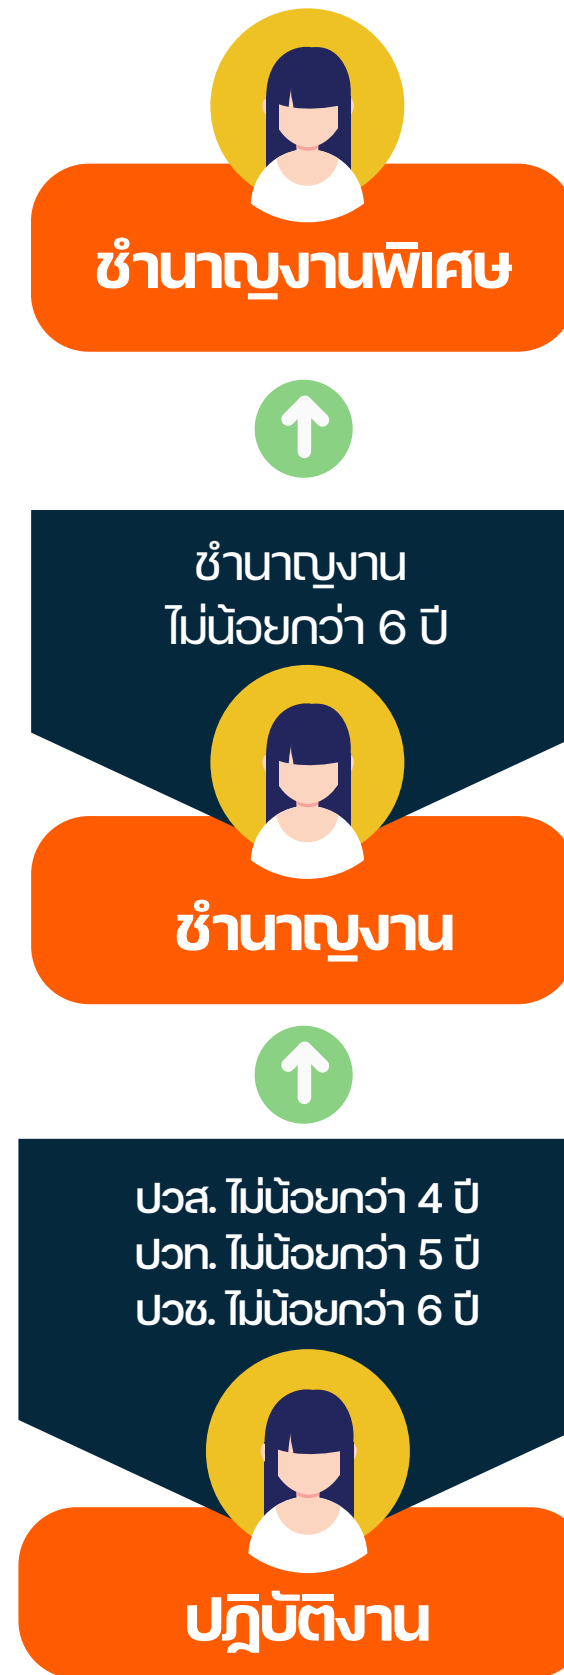 ชำนาญงานพิเศษ
ชำนาญงาน
ไม่น้อยกว่า 6 ปี
ชำนาญงาน
ปวส. ไม่น้อยกว่า 4 ปี
ปวท. ไม่น้อยกว่า 5 ปี
ปวช. ไม่น้อยกว่า 6 ปี
ปฏิบัติงาน